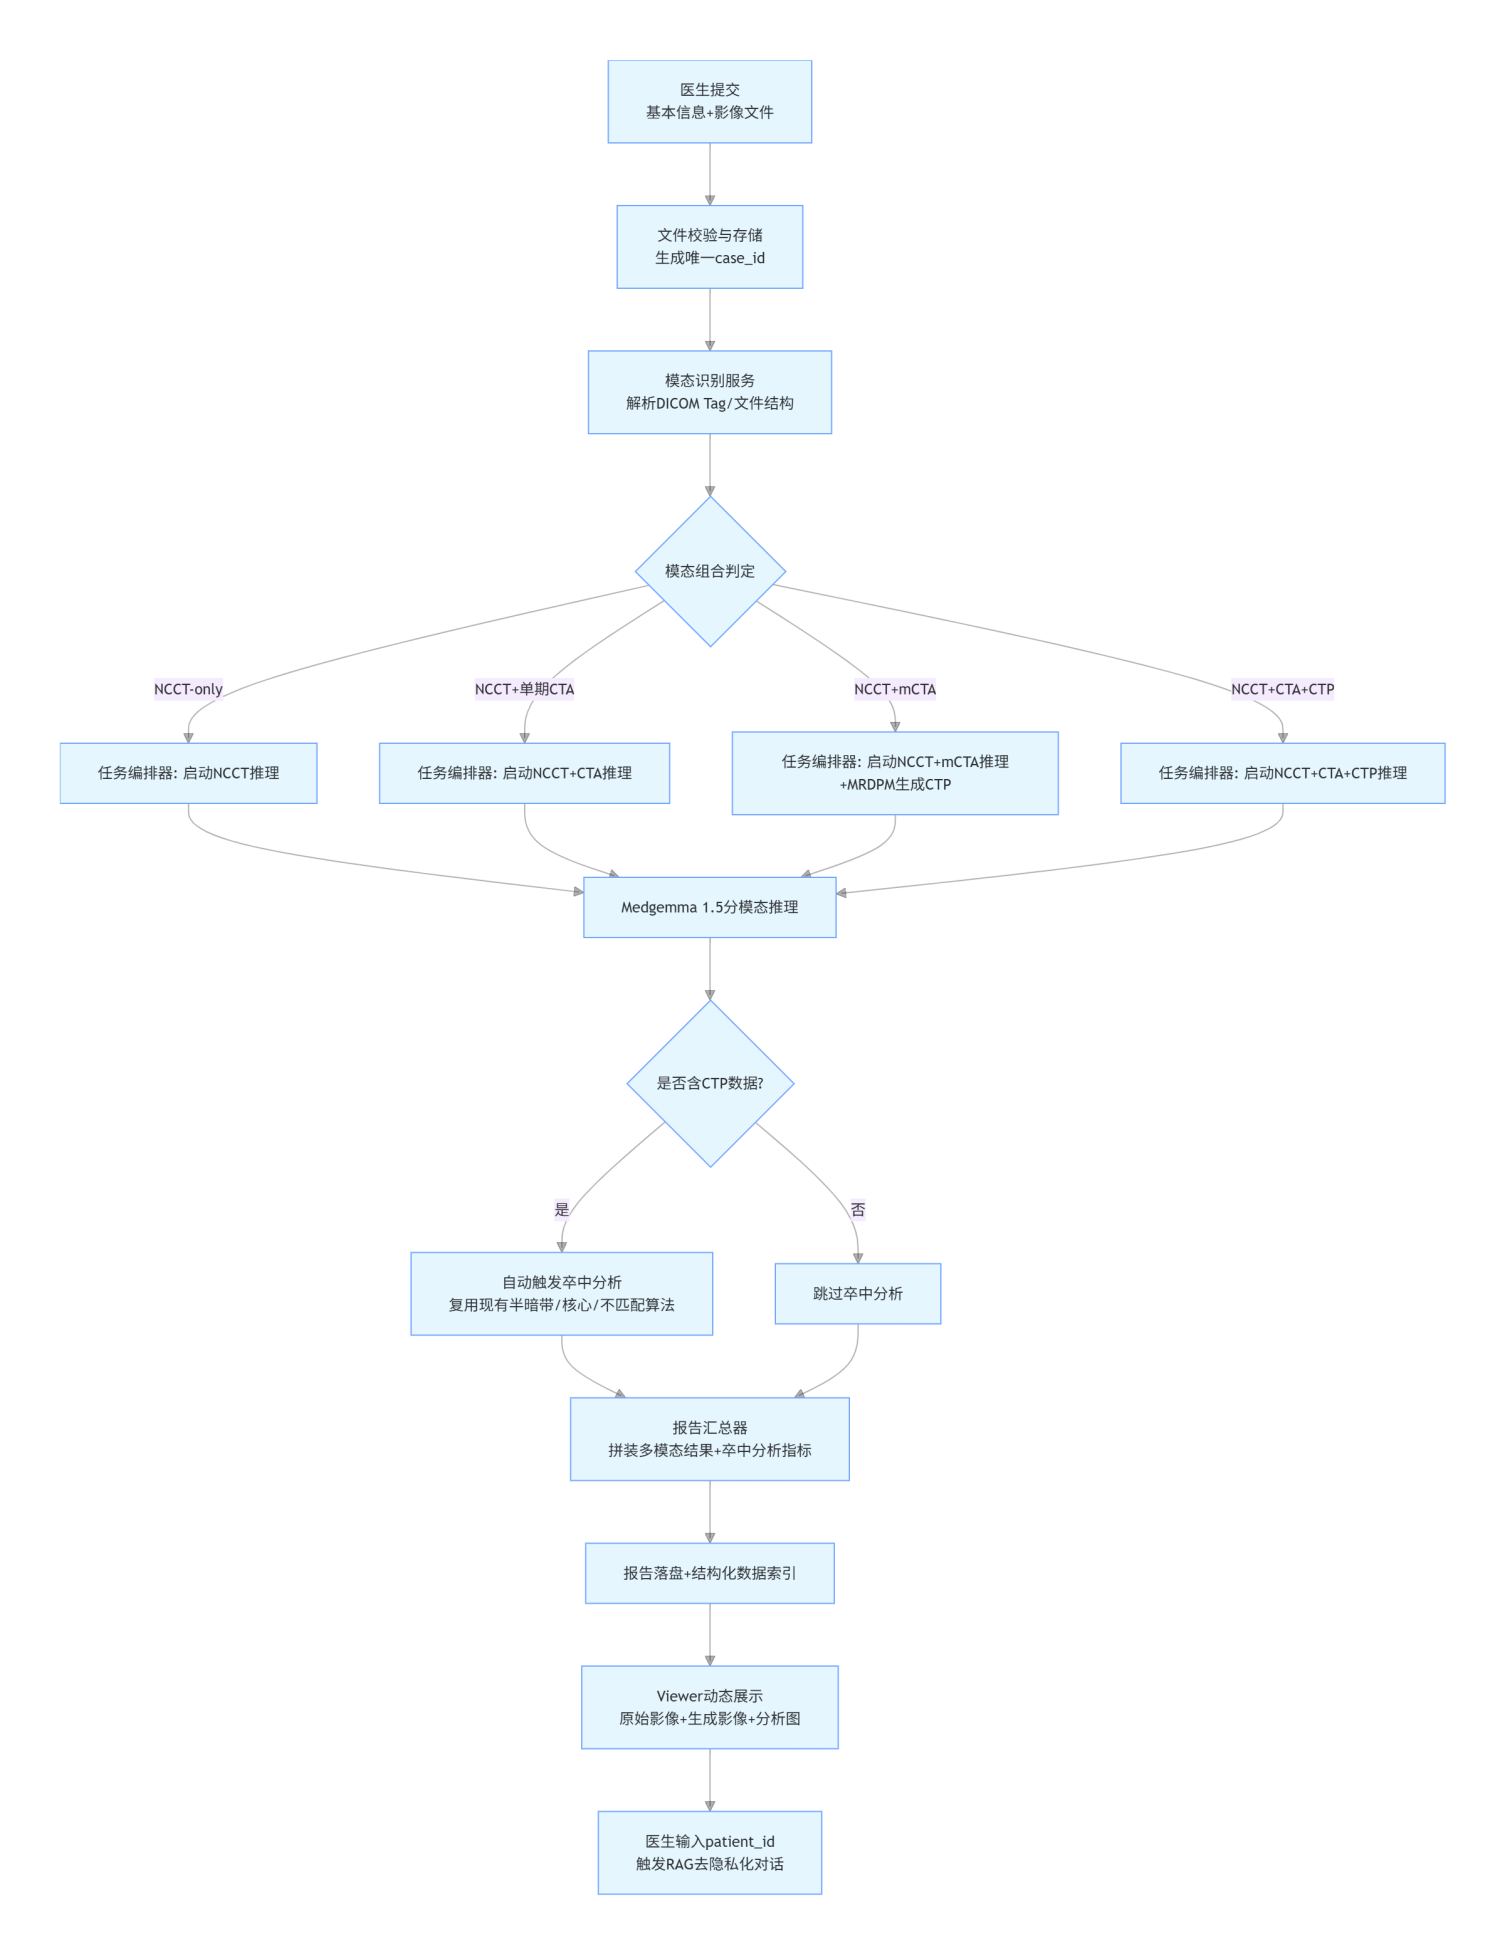 医生提交
基本信息+影像文件
文件校验与存储
生成唯一case_id
模态识别服务
解析DICOM Tag/文件结构
模态组合判定
NCCT-only
NCCT+单期CTA
NCCT+mCTA
NCCT+CTA+CTP
任务编排器: 启动NCCT推理
任务编排器: 启动NCCT+CTA推理
任务编排器: 启动NCCT+mCTA推理
+MRDPM生成CTP
任务编排器: 启动NCCT+CTA+CTP推理
Medgemma 1.5分模态推理
是否含CTP数据?
是
否
自动触发卒中分析
复用现有半暗带/核心/不匹配算法
跳过卒中分析
报告汇总器
拼装多模态结果+卒中分析指标
报告落盘+结构化数据索引
Viewer动态展示
原始影像+生成影像+分析图
医生输入patient_id
触发RAG去隐私化对话